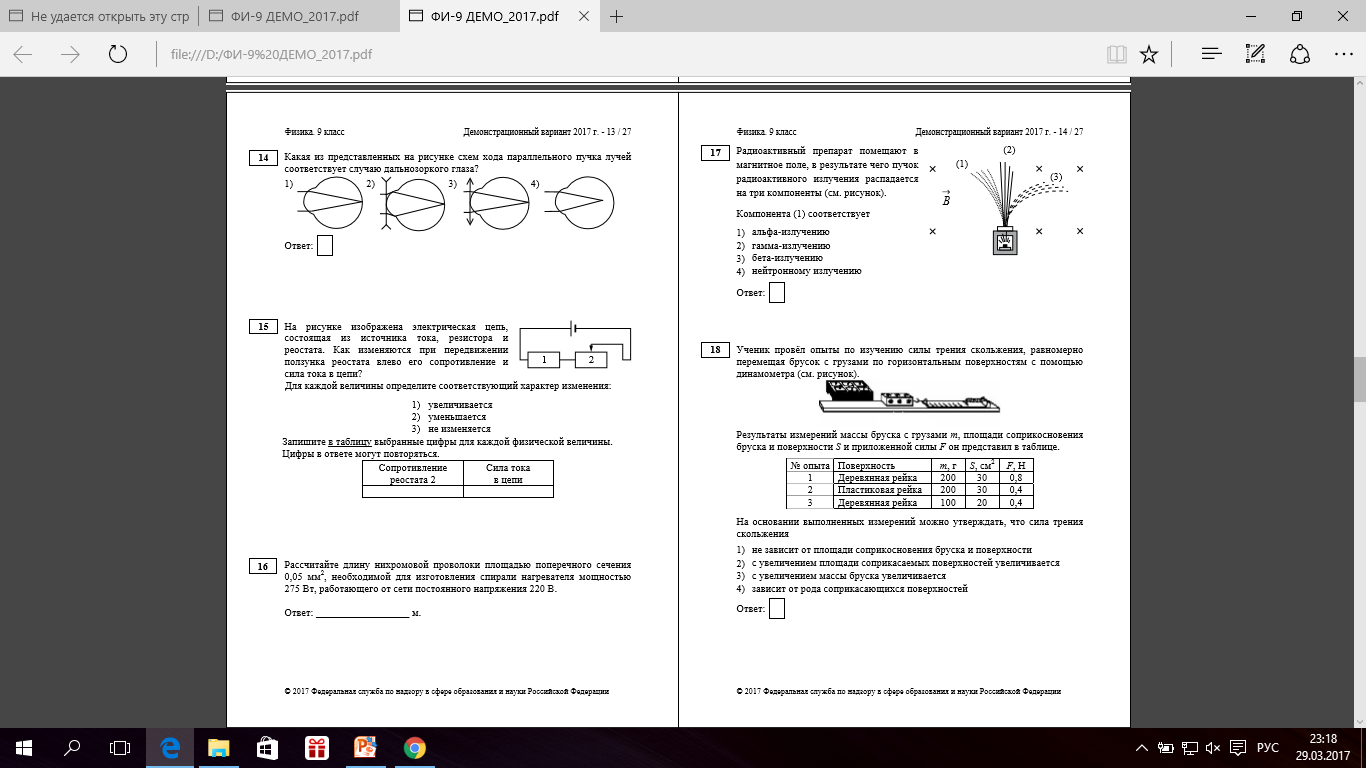 Не удается открыть эту стр
ФИ-9 ДЕМО_2017.pdf
ФИ-9 ДЕМО_2017.pdf
file:///D:/ФИ-9%20ДЕМО_2017.pdf
Физика. 9 класс
Демонстрационный вариант 2017 г. - 13 / 27
14
Какая из представленных на рисунке схем хода параллельного пучка лучей
соответствует случаю дальнозоркого глаза?
1)
2)
3)
4)
Ответ:
15
На рисунке изображена электрическая цепь,
состоящая из источника тока, резистора и
реостата. Как изменяются при передвижении
ползунка реостата влево его сопротивление и
сила тока в цепи?
1
2
Для каждой величины определите соответствующий характер изменения:
1) увеличивается
2) уменьшается
3) не изменяется
Запишите в таблицу выбранные цифры для каждой физической величины.
Цифры в ответе могут повторяться.
Сопротивление
реостата 2
Сила тока
в цепи
16
Рассчитайте длину нихромовой проволоки площадью поперечного сечения
0,05 мм², необходимой для изготовления спирали нагревателя мощностью
275 Вт, работающего от сети постоянного напряжения 220 В.
Ответ: ___________________ м.
© 2017 Федеральная служба по надзору в сфере образования и науки Российской Федерации
Физика. 9 класс
Демонстрационный вариант 2017 г. - 14 / 27
17
Радиоактивный препарат помещают в
магнитное поле, в результате чего пучок
радиоактивного излучения распадается
на три компоненты (см. рисунок).
(1)
(2)
(3)
B
Компонента (1) соответствует
1) альфа-излучению
2) гамма-излучению
3) бета-излучению
4) нейтронному излучению
Ответ:
18
Ученик провёл опыты по изучению силы трения скольжения, равномерно
перемещая брусок с грузами по горизонтальным поверхностям с помощью
динамометра (см. рисунок).
Результаты измерений массы бруска с грузами m, площади соприкосновения
бруска и поверхности S и приложенной силы F он представил в таблице.
№ опыта Поверхность m, г S, см² F, Н
1 Деревянная рейка 200 30 0,8
2 Пластиковая рейка 200 30 0,4
3 Деревянная рейка 100 20 0,4
На основании выполненных измерений можно утверждать, что сила трения
скольжения
1) не зависит от площади соприкосновения бруска и поверхности
2) с увеличением площади соприкасаемых поверхностей увеличивается
3) с увеличением массы бруска увеличивается
4) зависит от рода соприкасающихся поверхностей
Ответ:
© 2017 Федеральная служба по надзору в сфере образования и науки Российской Федерации
РУС
23:18
29.03.2017